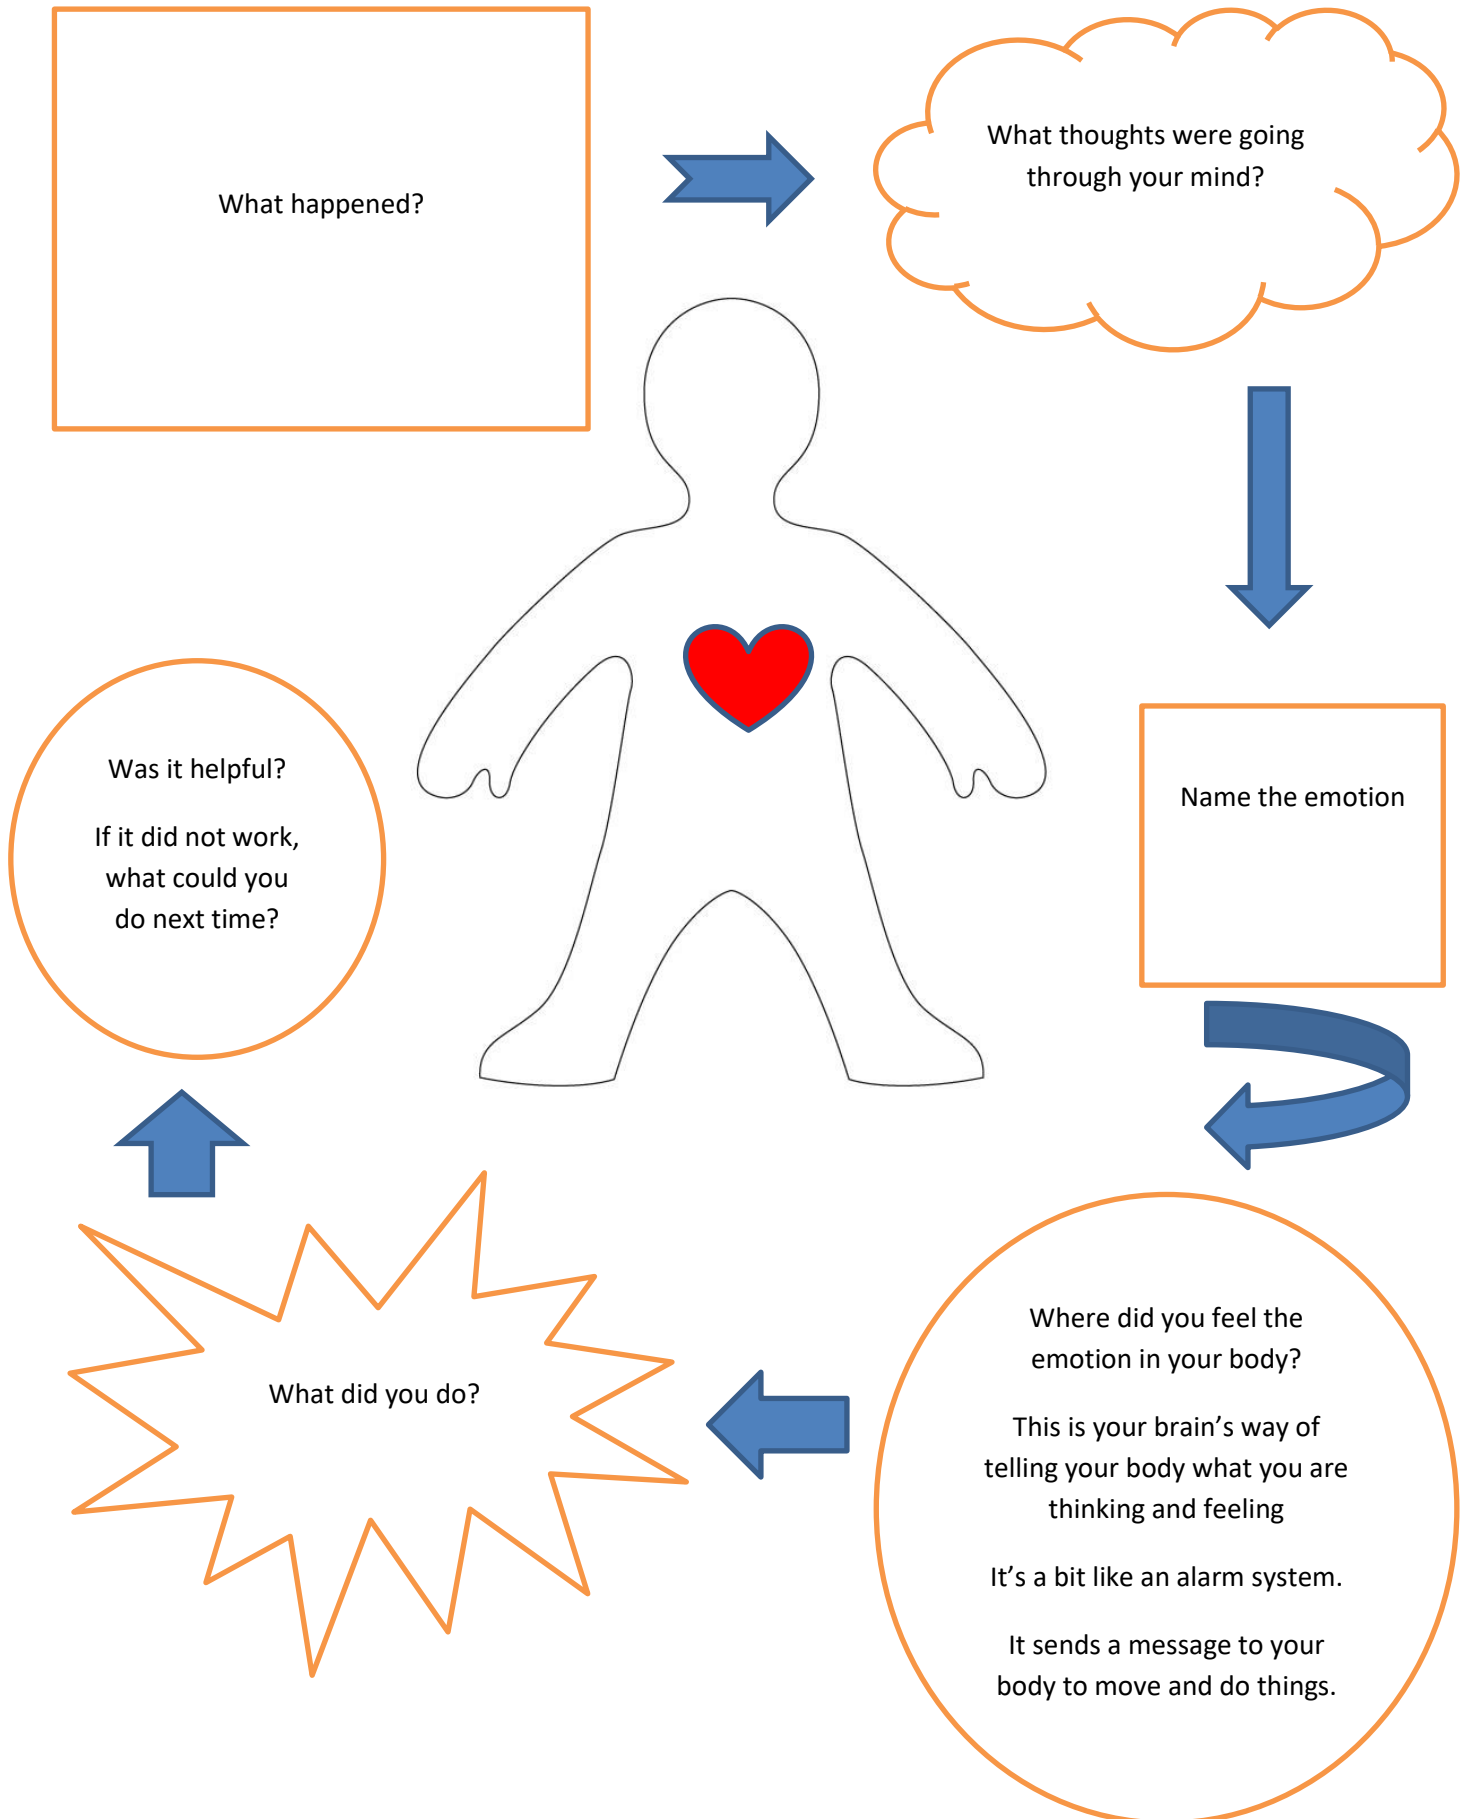 What happened?
What thoughts were going
through your mind?
Name the emotion
Where did you feel the
emotion in your body?
This is your brain’s way of
telling your body what you are
thinking and feeling
It’s a bit like an alarm system.
It sends a message to your
body to move and do things.
What did you do?
Was it helpful?
If it did not work,
what could you
do next time?